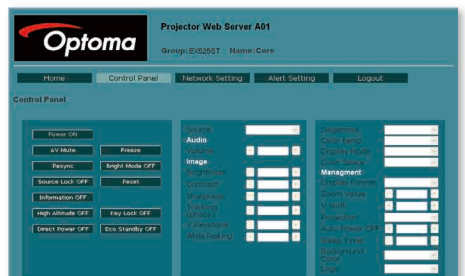 Optoma
Projector Web Server A01
Group:EX525ST Name:Core
Home
Control Panel
Network Setting
Alert Setting
Logout
Control Panel
Power ON
AV Mute
Freeze
Resync
Bright Mode OFF
Source Lock OFF
Reset
Information OFF
High Altitude OFF
Key Lock OFF
Direct Power OFF
Eco Standby OFF
Source
Audio
Volume
Image
Brightness
Contrast
Sharpness
Tracking
(phase)
V.Keystone
White Peaking
Degamma
Color Temp
Display Mode
Color Space
Managment
Display Format
Zoom Value
V.Shift
Projection
Auto Power OFF
Sleep Timer
Background
Color
Logo